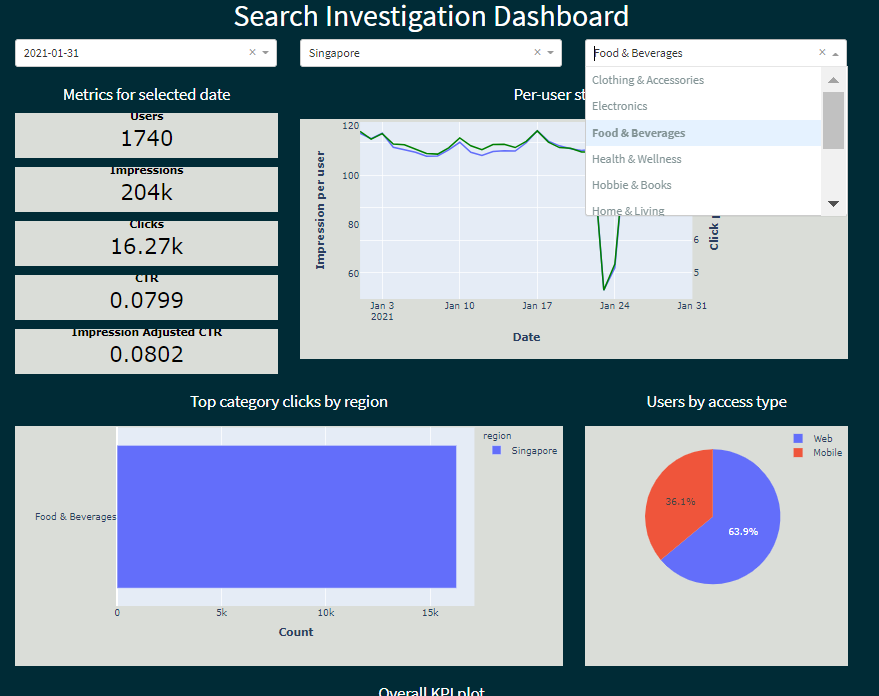 Search Investigation Dashboard
2021-01-31
Singapore
Food & Beverages
Clothing & Accessories
Electronics
Food & Beverages
Health & Wellness
Hobbie & Books
Home & Living
Metrics for selected date
Users
1740
Impressions
204k
Clicks
16.27k
CTR
0.0799
Impression Adjusted CTR
0.0802
Per-user
120
100
80
60
Impression per user
6
5
Click
Jan 3
2021
Jan 10
Jan 17
Jan 24
Jan 31
Date
Top category clicks by region
region
Singapore
Food & Beverages
0
5k
10k
15k
Count
Users by access type
Web
Mobile
36.1%
63.9%
Overall KPI plot